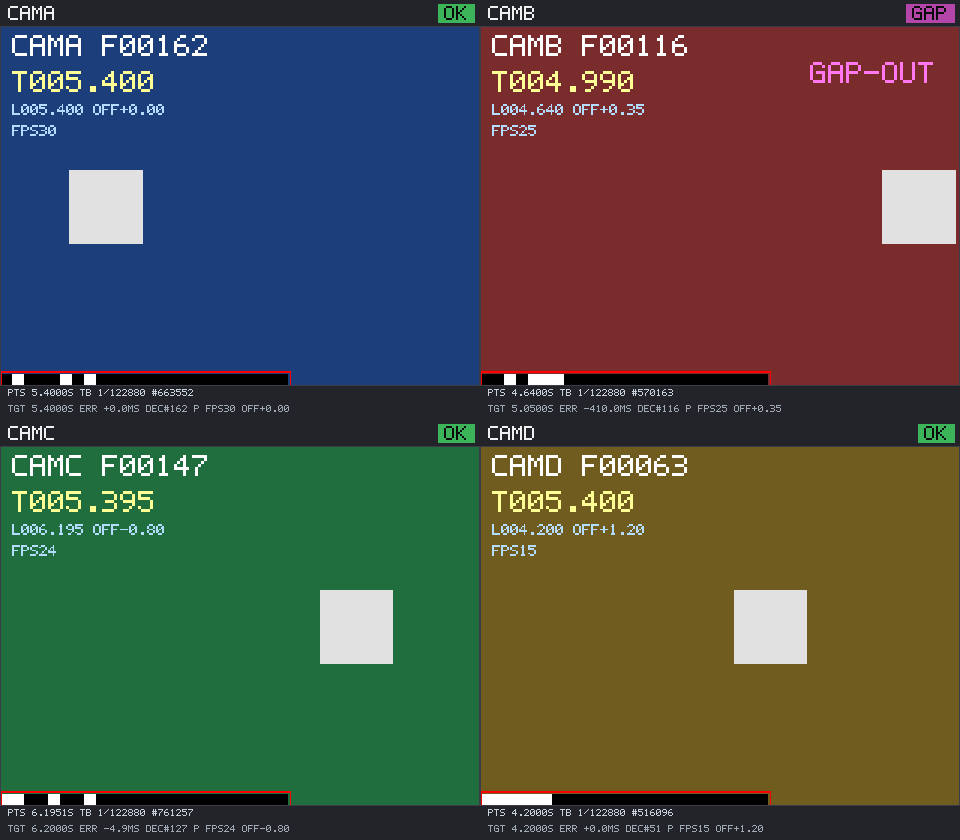 CAMA OK
CAMA F00162
T005.400
L005.400 OFF+0.00
FPS30
PTS 5.4000S TB 1/122880 #663552
TGT 5.4000S ERR +0.0MS DEC#162 P FPS30 OFF+0.00
CAMB GAP
CAMB F00116
GAP-OUT
T004.990
L004.640 OFF+0.35
FPS25
PTS 4.6400S TB 1/122880 #570163
TGT 5.0500S ERR -410.0MS DEC#116 P FPS25 OFF+0.35
CAMC OK
CAMC F00147
T005.395
L006.195 OFF-0.80
FPS24
PTS 6.1951S TB 1/122880 #761257
TGT 6.2000S ERR -4.9MS DEC#127 P FPS24 OFF-0.80
CAMD OK
CAMD F00063
T005.400
L004.200 OFF+1.20
FPS15
PTS 4.2000S TB 1/122880 #516096
TGT 4.2000S ERR +0.0MS DEC#51 P FPS15 OFF+1.20